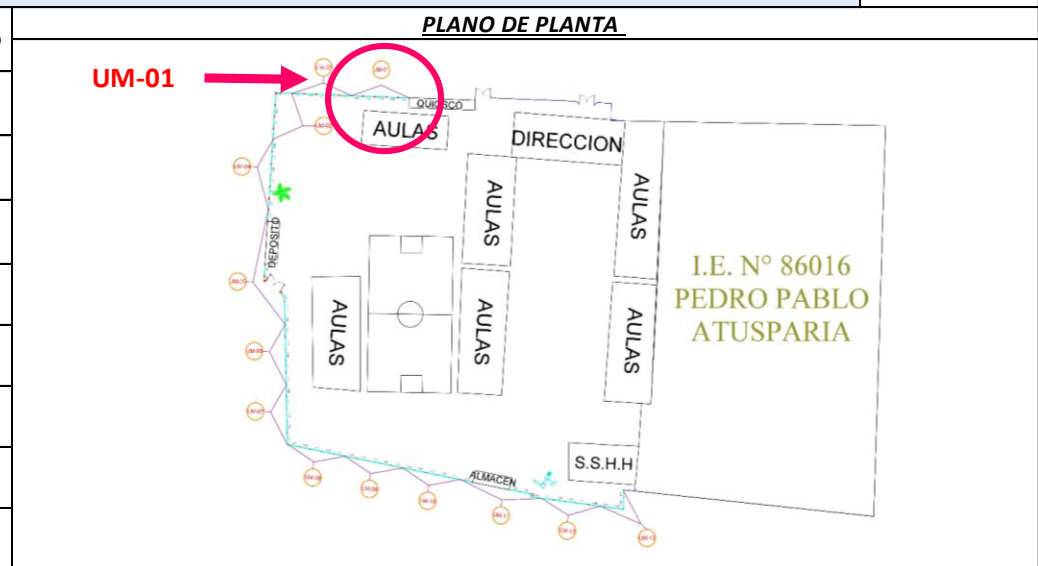 PLANO DE PLANTA
UM-01
QUIOSCO
AULAS
DIRECCION
AULAS
AULAS
DEPOSITO
AULAS
AULAS
AULAS
I.E. N° 86016
PEDRO PABLO
ATUSPARIA
S.S.H.H
ALMACEN